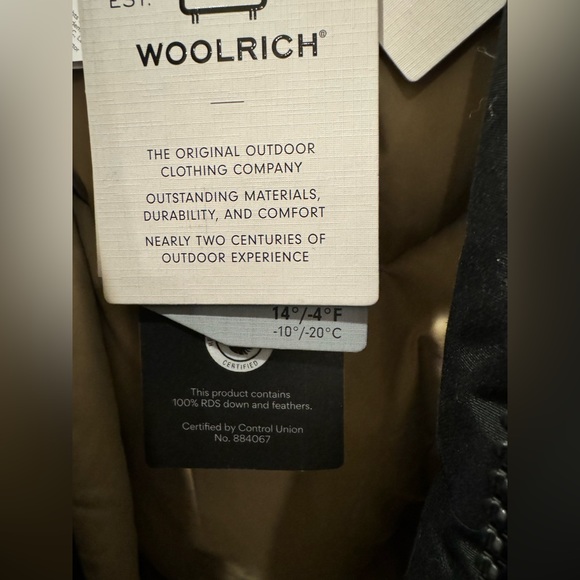 EST.
WOOLRICH®
THE ORIGINAL OUTDOOR
CLOTHING COMPANY
OUTSTANDING MATERIALS,
DURABILITY, AND COMFORT
NEARLY TWO CENTURIES OF
OUTDOOR EXPERIENCE
14°/-4°F
-10°/-20°C
CERTIFIED
This product contains
100% RDS down and feathers.
Certified by Control Union
No. 884067